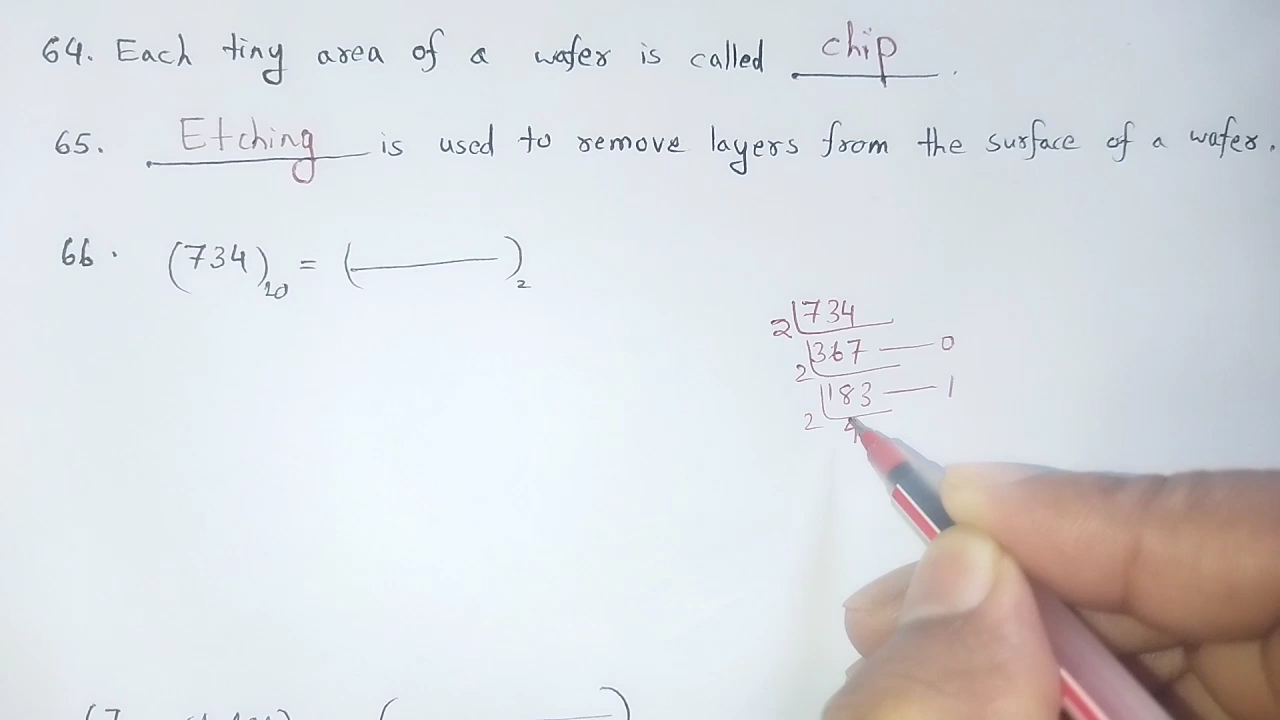 64. Each tiny area of a wafer is called chip.
65. Etching is used to remove layers from the surface of a wafer.
66. (734)10 = ( )2
2 734
2 367 — 0
2 183 — 1